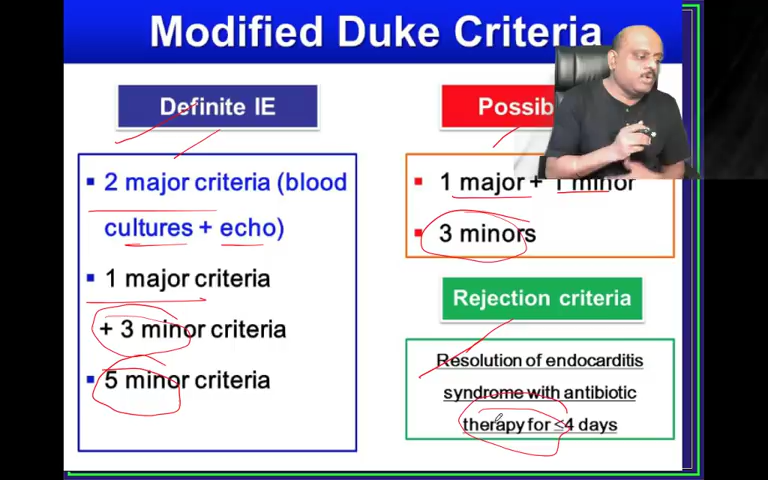 Modified Duke Criteria
Definite IE
▪ 2 major criteria (blood
cultures + echo)
▪ 1 major criteria
+ 3 minor criteria
▪ 5 minor criteria
Possib
▪ 1 major + 1 minor
▪ 3 minors
Rejection criteria
Resolution of endocarditis
syndrome with antibiotic
therapy for ≤4 days